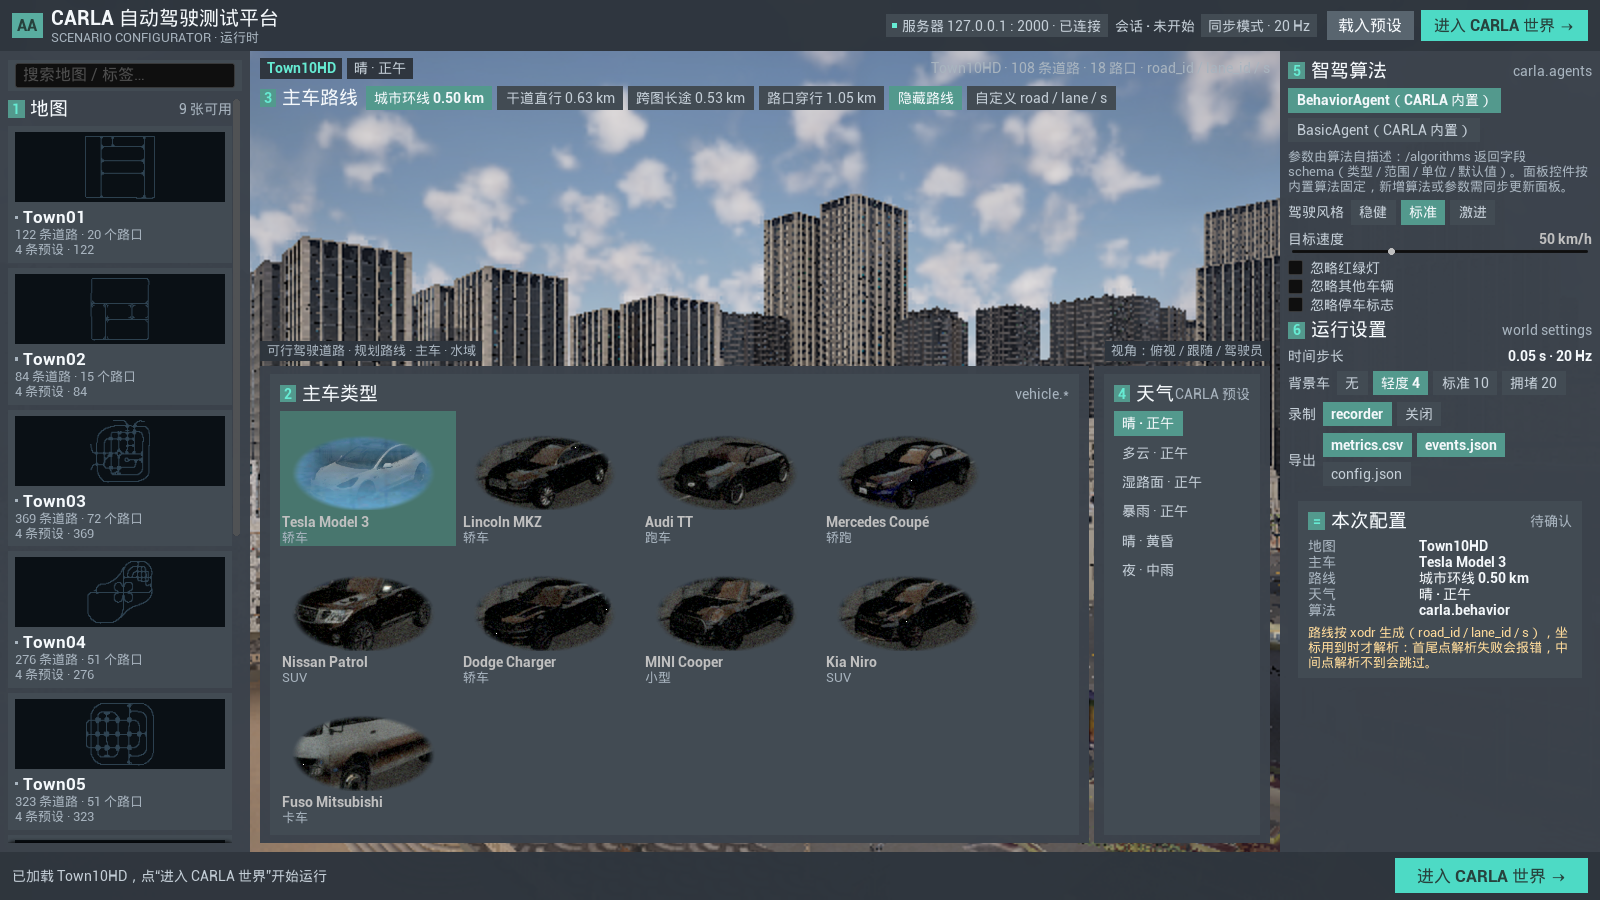 AA
CARLA 自动驾驶测试平台
SCENARIO CONFIGURATOR · 运行时
服务器 127.0.0.1 : 2000 · 已连接
会话 · 未开始
同步模式 · 20 Hz
载入预设
进入 CARLA 世界 →
搜索地图 / 标签...
1 地图
9 张可用
Town01
122 条道路 · 20 个路口
4 条预设 · 122
Town02
84 条道路 · 15 个路口
4 条预设 · 84
Town03
369 条道路 · 72 个路口
4 条预设 · 369
Town04
276 条道路 · 51 个路口
4 条预设 · 276
Town05
323 条道路 · 51 个路口
4 条预设 · 323
Town10HD
晴 · 正午
Town10HD · 108 条道路 · 18 路口 · road_id
3 主车路线
城市环线 0.50 km
干道直行 0.63 km
跨图长途 0.53 km
路口穿行 1.05 km
隐藏路线
自定义 road / lane / s
可行驾驶道路 · 规划路线 · 主车 · 水域
视角：俯视 / 跟随 / 驾驶员
2 主车类型
vehicle.*
Tesla Model 3
轿车
Lincoln MKZ
轿车
Audi TT
跑车
Mercedes Coupé
轿跑
Nissan Patrol
SUV
Dodge Charger
轿车
MINI Cooper
小型
Kia Niro
SUV
Fuso Mitsubishi
卡车
4 天气
CARLA 预设
晴 · 正午
多云 · 正午
湿路面 · 正午
暴雨 · 正午
晴 · 黄昏
夜 · 中雨
5 智驾算法
carla.agents
BehaviorAgent（CARLA 内置）
BasicAgent（CARLA 内置）
参数由算法自描述：/algorithms 返回字段
schema（类型 / 范围 / 单位 / 默认值）。面板控件按
内置算法固定，新增算法或参数需同步更新面板。
驾驶风格
稳健
标准
激进
目标速度
50 km/h
忽略红绿灯
忽略其他车辆
忽略停车标志
6 运行设置
world settings
时间步长
0.05 s · 20 Hz
背景车
无
轻度 4
标准 10
拥堵 20
录制
recorder
关闭
导出
metrics.csv
events.json
config.json
= 本次配置
待确认
地图 Town10HD
主车 Tesla Model 3
路线 城市环线 0.50 km
天气 晴 · 正午
算法 carla.behavior
路线按 xodr 生成（road_id / lane_id / s），坐
标用到时才解析：首尾点解析失败会报错，中
间点解析不到会跳过。
已加载 Town10HD，点“进入 CARLA 世界”开始运行
进入 CARLA 世界 →